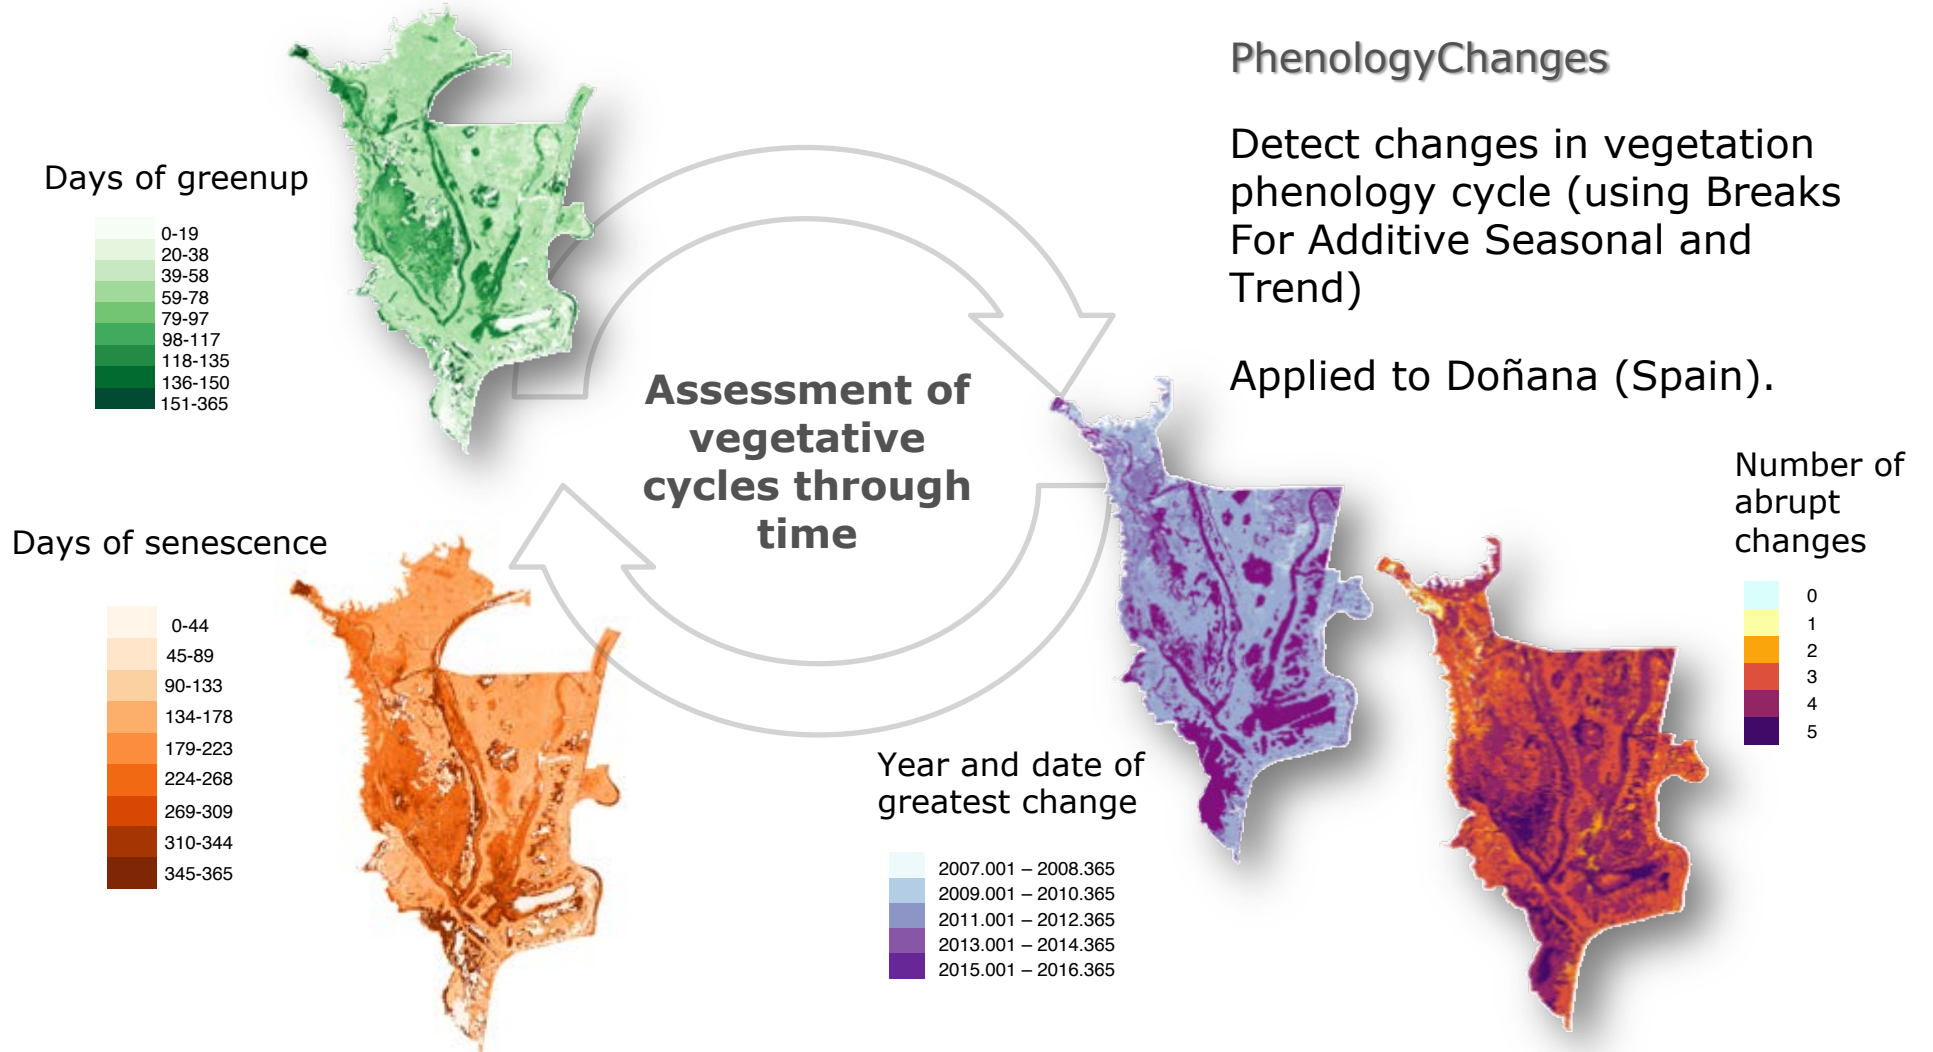 PhenologyChanges
Detect changes in vegetation
phenology cycle (using Breaks
For Additive Seasonal and
Trend)
Applied to Doñana (Spain).
Days of greenup
0-19
20-38
39-58
59-78
79-97
98-117
118-135
136-150
151-365
Assessment of
vegetative
cycles through
time
Days of senescence
0-44
45-89
90-133
134-178
179-223
224-268
269-309
310-344
345-365
Year and date of
greatest change
2007.001 – 2008.365
2009.001 – 2010.365
2011.001 – 2012.365
2013.001 – 2014.365
2015.001 – 2016.365
Number of
abrupt
changes
0
1
2
3
4
5